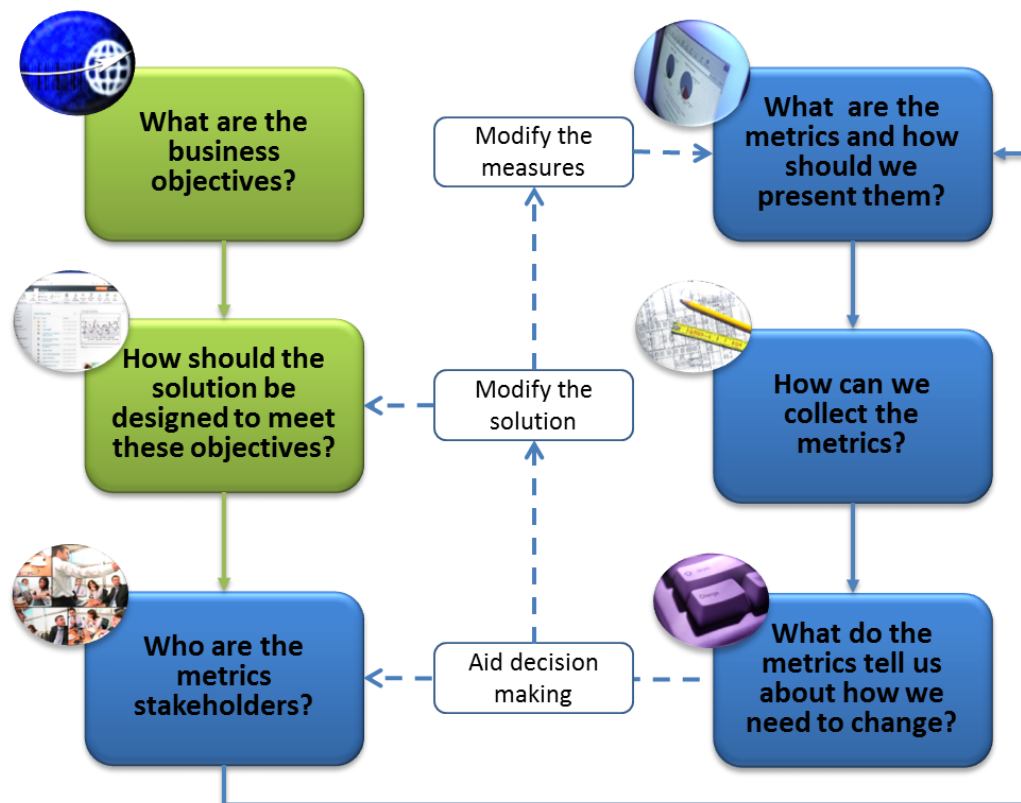 What are the
business
objectives?
How should the
solution be
designed to meet
these objectives?
Who are the
metrics
stakeholders?
Modify the
measures
Modify the
solution
Aid decision
making
What are the
metrics and how
should we
present them?
How can we
collect the
metrics?
What do the
metrics tell us
about how we
need to change?